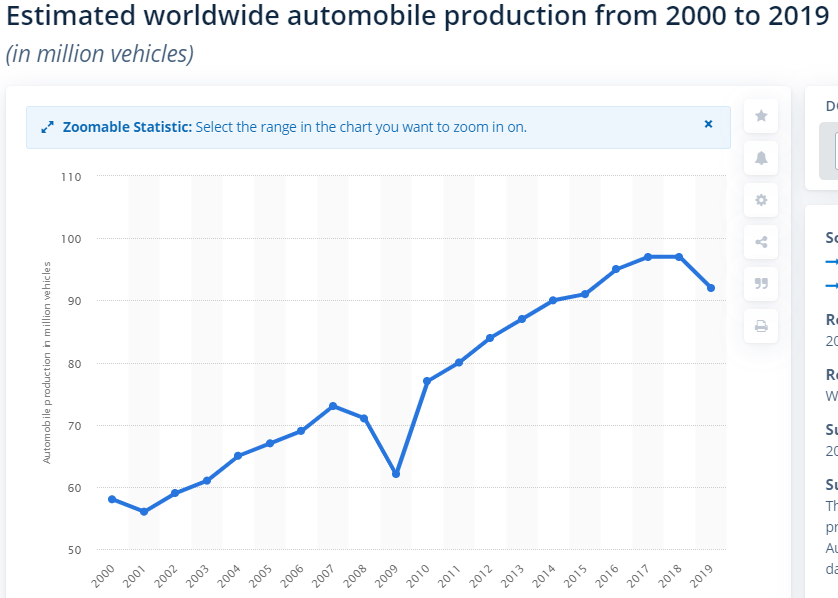 Estimated worldwide automobile production from 2000 to 2019
(in million vehicles)
Zoomable Statistic: Select the range in the chart you want to zoom in on.
×
110
100
90
80
70
60
50
Automobile production in million vehicles
2000 2001 2002 2003 2004 2005 2006 2007 2008 2009 2010 2011 2012 2013 2014 2015 2016 2017 2018 2019